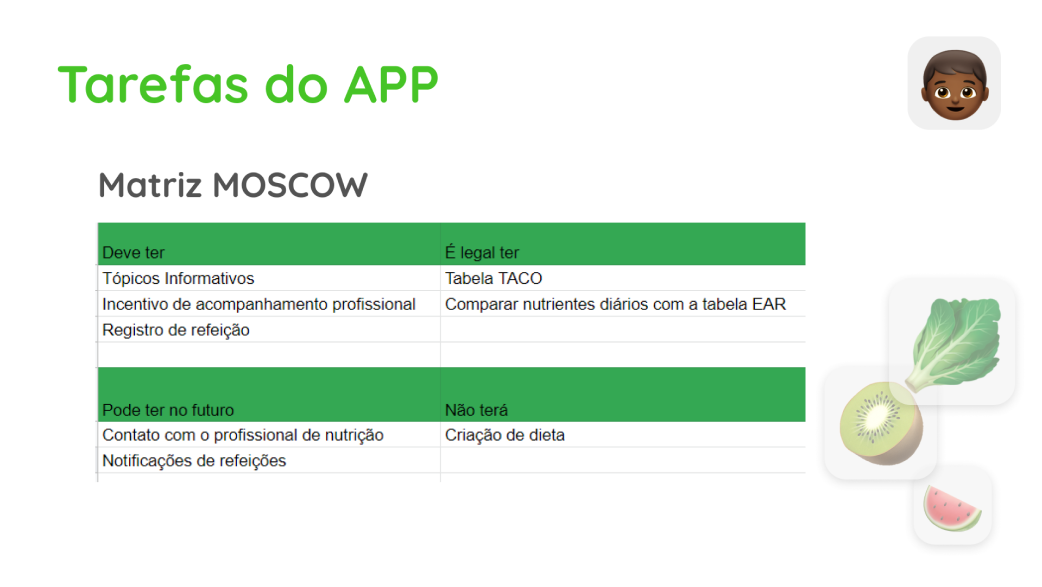 Tarefas do APP
Matriz MOSCOW
Deve ter
É legal ter
Tópicos Informativos
Tabela TACO
Incentivo de acompanhamento profissional
Comparar nutrientes diários com a tabela EAR
Registro de refeição
Pode ter no futuro
Não terá
Contato com o profissional de nutrição
Criação de dieta
Notificações de refeições